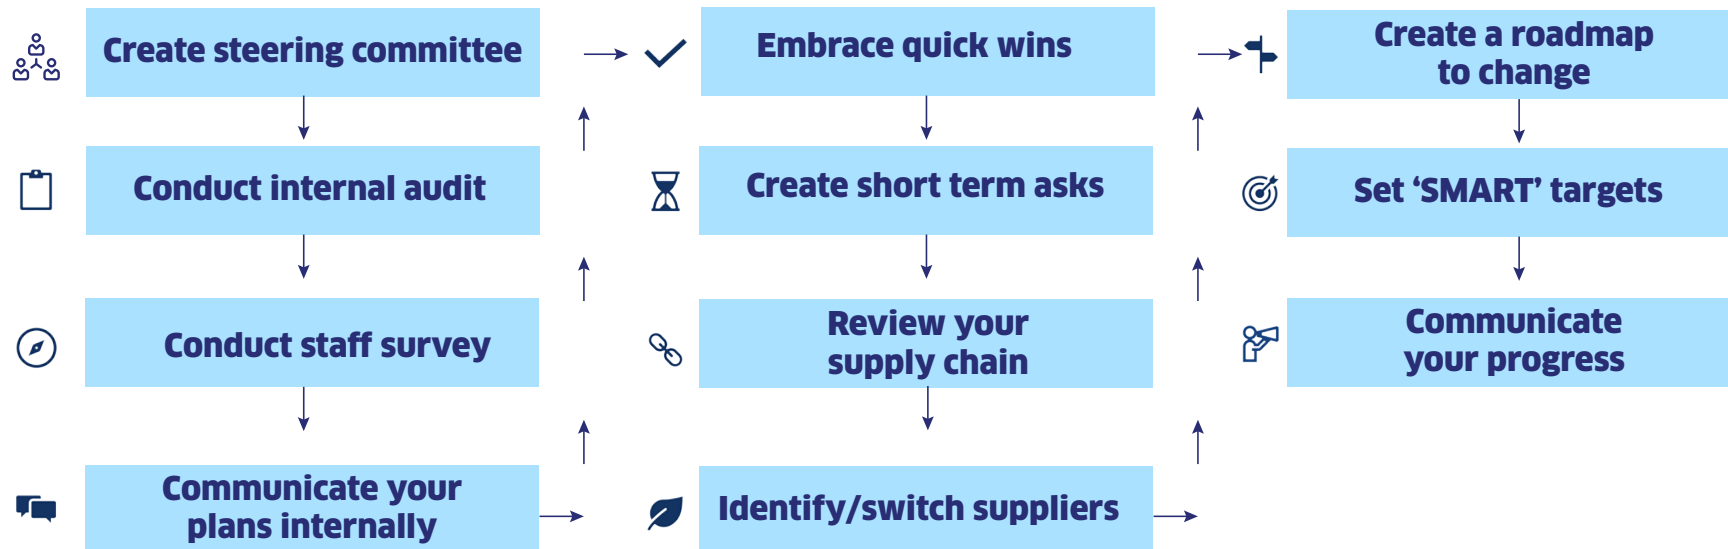 Create steering committee
Conduct internal audit
Conduct staff survey
Communicate your
plans internally
Embrace quick wins
Create short term asks
Review your
supply chain
Identify/switch suppliers
Create a roadmap
to change
Set ‘SMART’ targets
Communicate
your progress